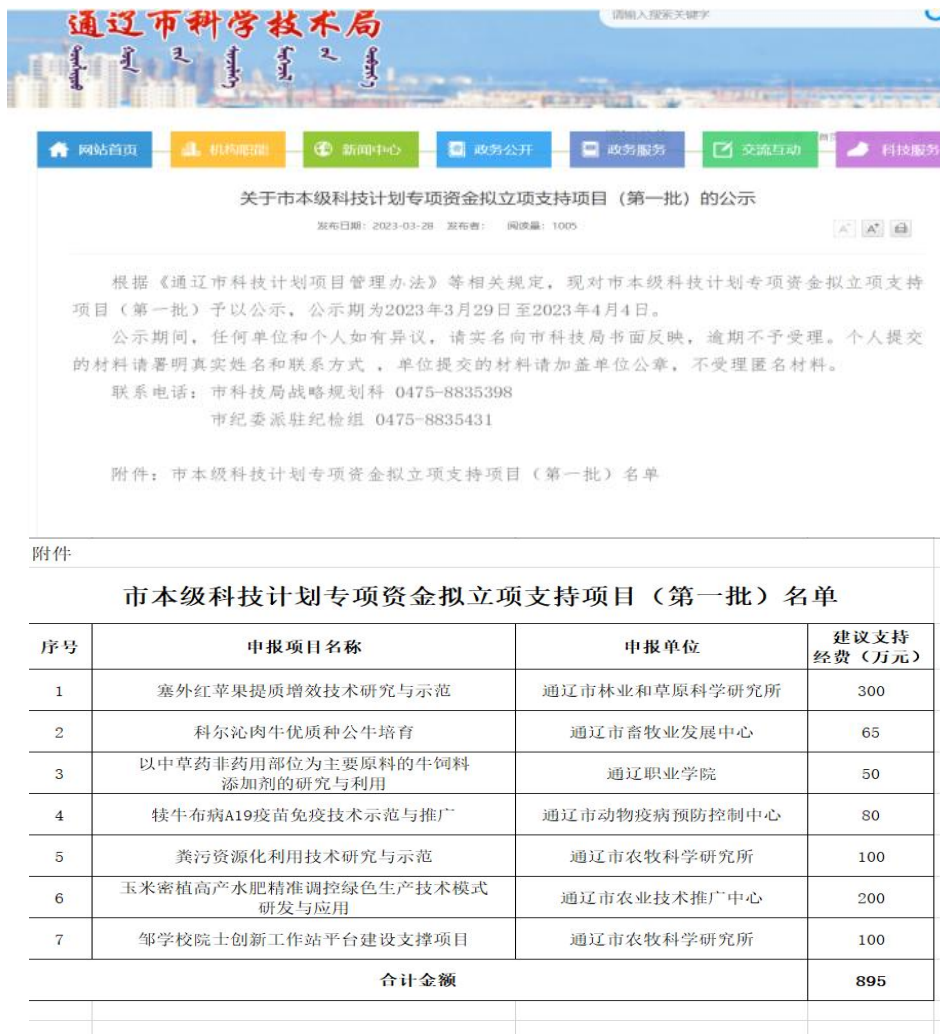 通辽市科学技术局
请输入搜索关键字
网站首页
机构职能
新闻中心
政务公开
政务服务
交流互动
科技服务
关于市本级科技计划专项资金拟立项支持项目（第一批）的公示
发布日期：2023-03-28 发布者： 阅读量：1005
根据《通辽市科技计划项目管理办法》等相关规定，现对市本级科技计划专项资金拟立项支持
项目（第一批）予以公示，公示期为2023年3月29日至2023年4月4日。
公示期间，任何单位和个人如有异议，请实名向市科技局书面反映，逾期不予受理。个人提交
的材料请署明真实姓名和联系方式 ，单位提交的材料请加盖单位公章，不受理匿名材料。
联系电话：市科技局战略规划科 0475-8835398
市纪委派驻纪检组 0475-8835431
附件：市本级科技计划专项资金拟立项支持项目（第一批）名单
附件
市本级科技计划专项资金拟立项支持项目（第一批）名单
序号 申报项目名称 申报单位 建议支持
经费（万元）
1 塞外红苹果提质增效技术研究与示范 通辽市林业和草原科学研究所 300
2 科尔沁肉牛优质种公牛培育 通辽市畜牧业发展中心 65
3 以中草药非药用部位为主要原料的牛饲料
添加剂的研究与利用 通辽职业学院 50
4 犊牛布病A19疫苗免疫技术示范与推广 通辽市动物疫病预防控制中心 80
5 粪污资源化利用技术研究与示范 通辽市农牧科学研究所 100
6 玉米密植高产水肥精准调控绿色生产技术模式
研发与应用 通辽市农业技术推广中心 200
7 邹学校院士创新工作站平台建设支撑项目 通辽市农牧科学研究所 100
合计金额 895